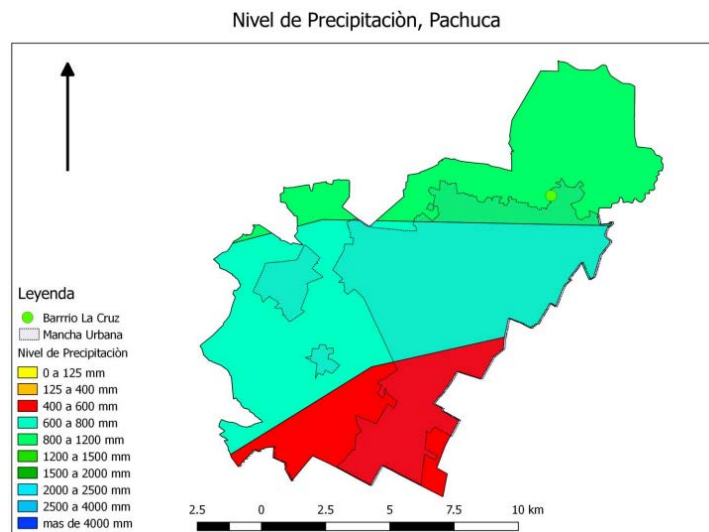 Nivel de Precipitaciòn, Pachuca
Leyenda
Barrrio La Cruz
Mancha Urbana
Nivel de Precipitaciòn
0 a 125 mm
125 a 400 mm
400 a 600 mm
600 a 800 mm
800 a 1200 mm
1200 a 1500 mm
1500 a 2000 mm
2000 a 2500 mm
2500 a 4000 mm
mas de 4000 mm
2.5 0 2.5 5 7.5 10 km